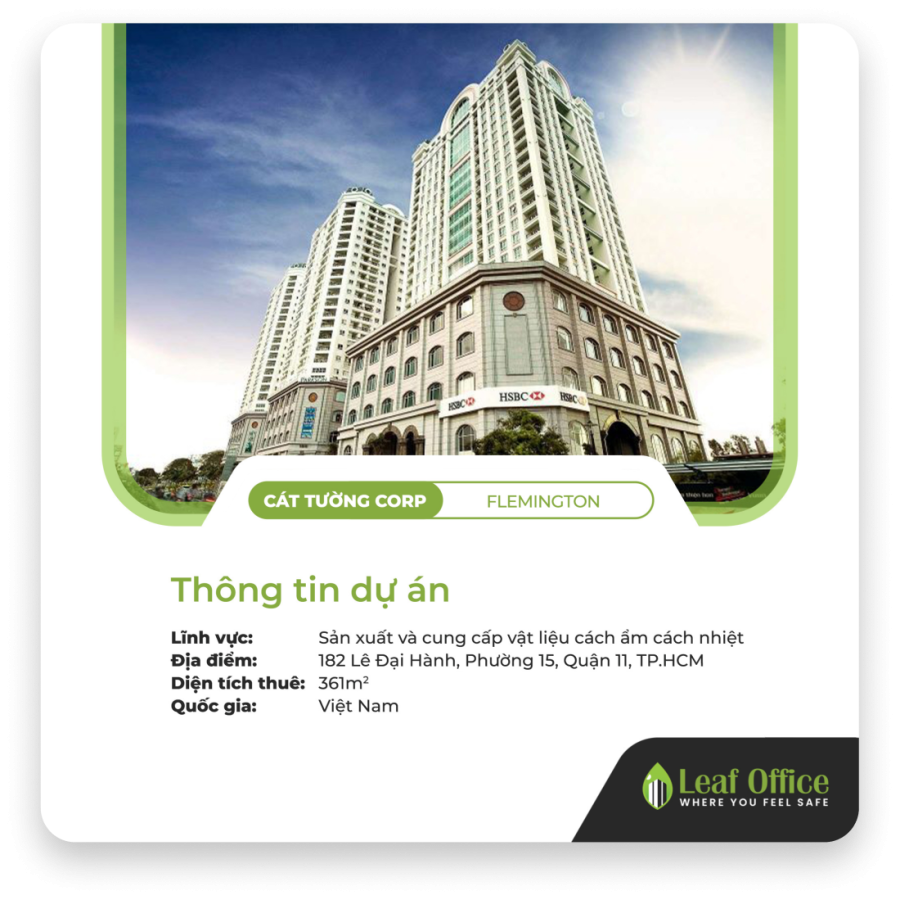 HSBC
HSBC
HSBC
CÁT TƯỜNG CORP
FLEMINGTON
Thông tin dự án
Lĩnh vực: Sản xuất và cung cấp vật liệu cách ẩm cách nhiệt
Địa điểm: 182 Lê Đại Hành, Phường 15, Quận 11, TP.HCM
Diện tích thuê: 361m²
Quốc gia: Việt Nam
Leaf Office
WHERE YOU FEEL SAFE